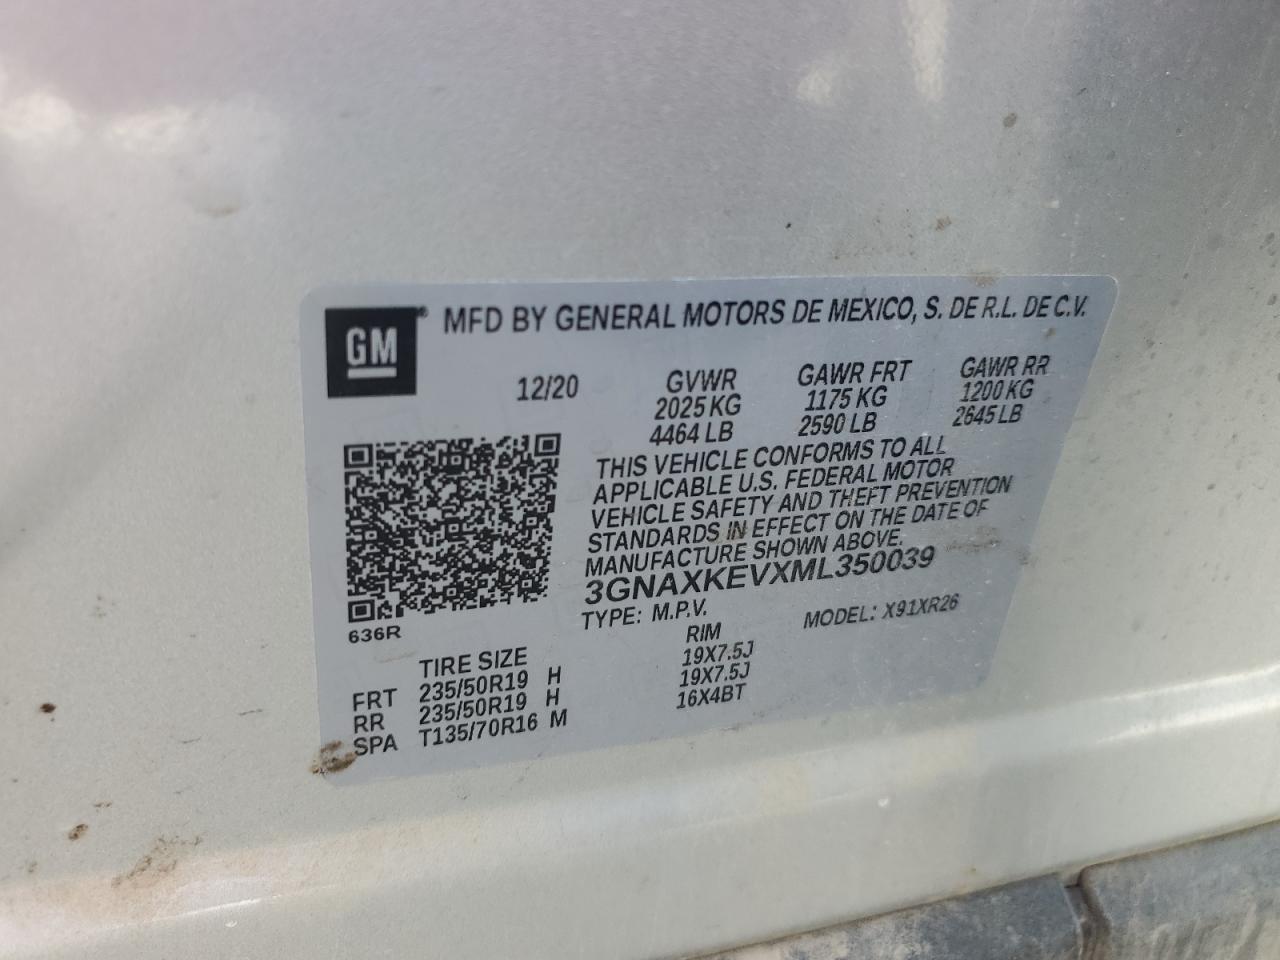 GM® MFD BY GENERAL MOTORS DE MEXICO, S. DE R.L. DE C.V.
12/20 GVWR GAWR FRT GAWR RR
2025 KG 1175 KG 1200 KG
4464 LB 2590 LB 2645 LB
THIS VEHICLE CONFORMS TO ALL
APPLICABLE U.S. FEDERAL MOTOR
VEHICLE SAFETY AND THEFT PREVENTION
STANDARDS IN EFFECT ON THE DATE OF
MANUFACTURE SHOWN ABOVE.
3GNAXKEVXML350039
TYPE: M.P.V. MODEL: X91XR26
636R
TIRE SIZE RIM
FRT 235/50R19 H 19X7.5J
RR 235/50R19 H 19X7.5J
SPA T135/70R16 M 16X4BT